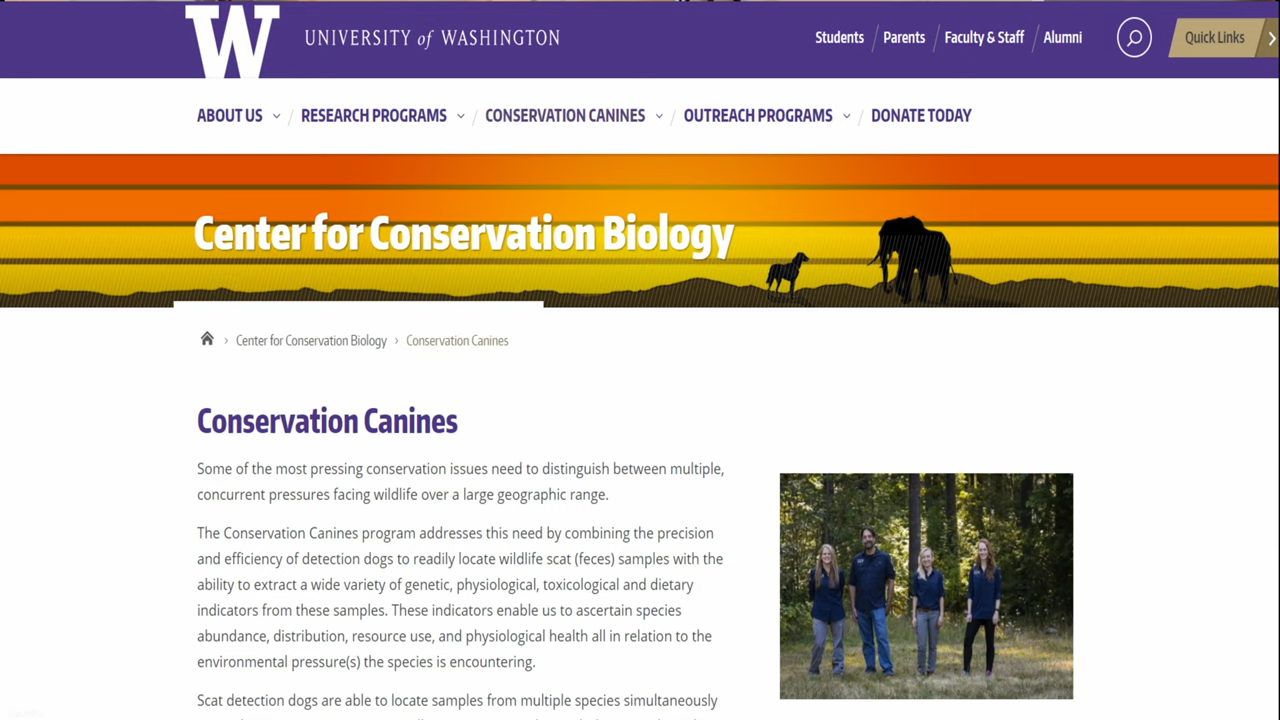 W UNIVERSITY of WASHINGTON
Students Parents Faculty & Staff Alumni Quick Links
ABOUT US RESEARCH PROGRAMS CONSERVATION CANINES OUTREACH PROGRAMS DONATE TODAY
Center for Conservation Biology
Center for Conservation Biology › Conservation Canines
Conservation Canines
Some of the most pressing conservation issues need to distinguish between multiple,
concurrent pressures facing wildlife over a large geographic range.
The Conservation Canines program addresses this need by combining the precision
and efficiency of detection dogs to readily locate wildlife scat (feces) samples with the
ability to extract a wide variety of genetic, physiological, toxicological and dietary
indicators from these samples. These indicators enable us to ascertain species
abundance, distribution, resource use, and physiological health all in relation to the
environmental pressure(s) the species is encountering.
Scat detection dogs are able to locate samples from multiple species simultaneously